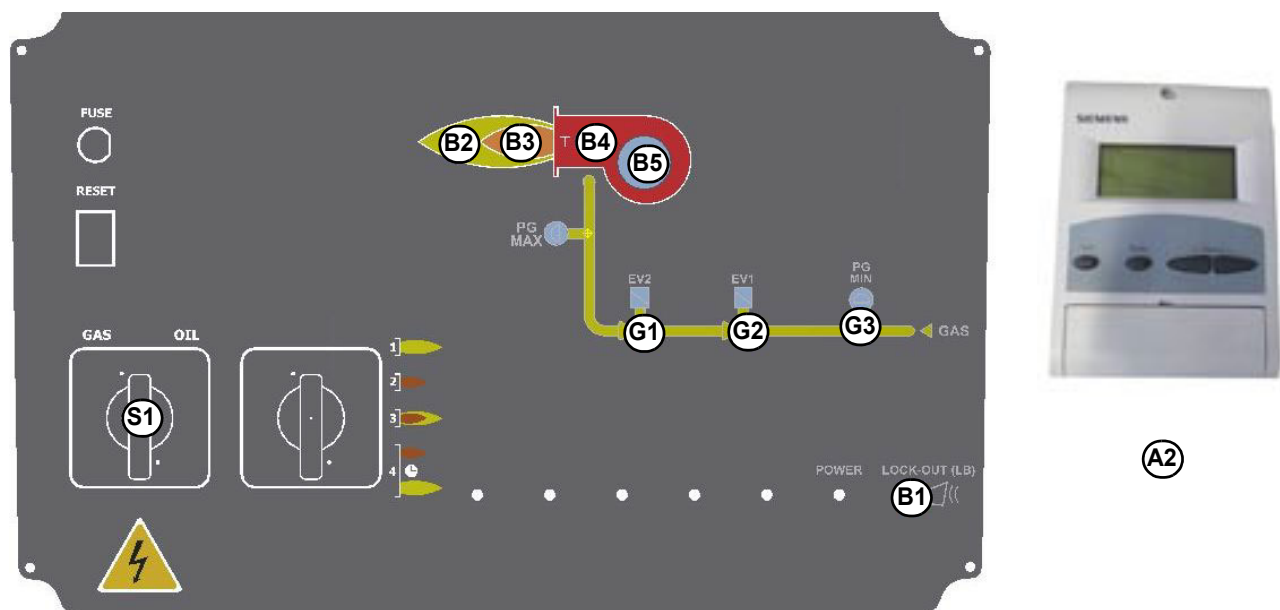 FUSE
RESET
B2
B3
T
B4
B5
PG
MAX
EV2
EV1
PG
MIN
G1
G2
G3
GAS
GAS
OIL
S1
1
2
3
4
POWER
LOCK-OUT (LB)
B1
SIEMENS
A2